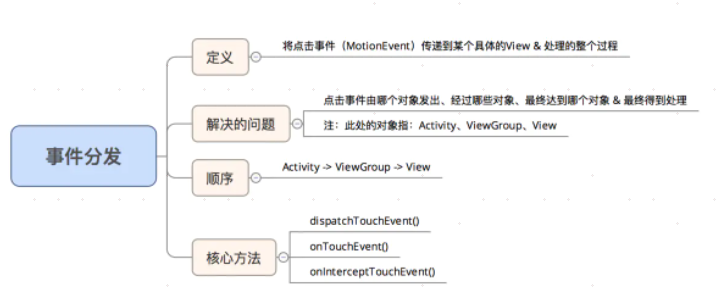 事件分发
定义
将点击事件（MotionEvent）传递到某个具体的View & 处理的整个过程
解决的问题
点击事件由哪个对象发出、经过哪些对象、最终达到哪个对象 & 最终得到处理
注：此处的对象指：Activity、ViewGroup、View
顺序
Activity -> ViewGroup -> View
核心方法
dispatchTouchEvent()
onTouchEvent()
onInterceptTouchEvent()